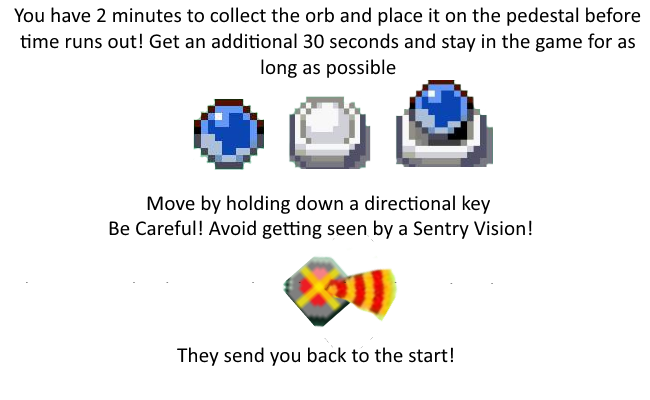 You have 2 minutes to collect the orb and place it on the pedestal before
time runs out! Get an additional 30 seconds and stay in the game for as
long as possible
Move by holding down a directional key
Be Careful! Avoid getting seen by a Sentry Vision!
They send you back to the start!